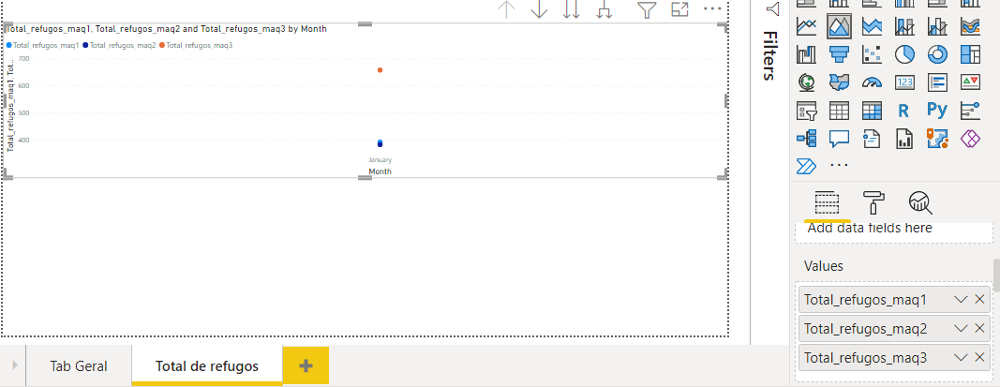 Total_refugos_maq1, Total_refugos_maq2 and Total_refugos_maq3 by Month
Total_refugos_maq1 Total_refugos_maq2 Total_refugos_maq3
Total_refugos_maq1, Tot...
700
600
500
400
January
Month
Filters
123
R
Py
Add data fields here
Values
Total_refugos_maq1
Total_refugos_maq2
Total_refugos_maq3
Tab Geral
Total de refugos